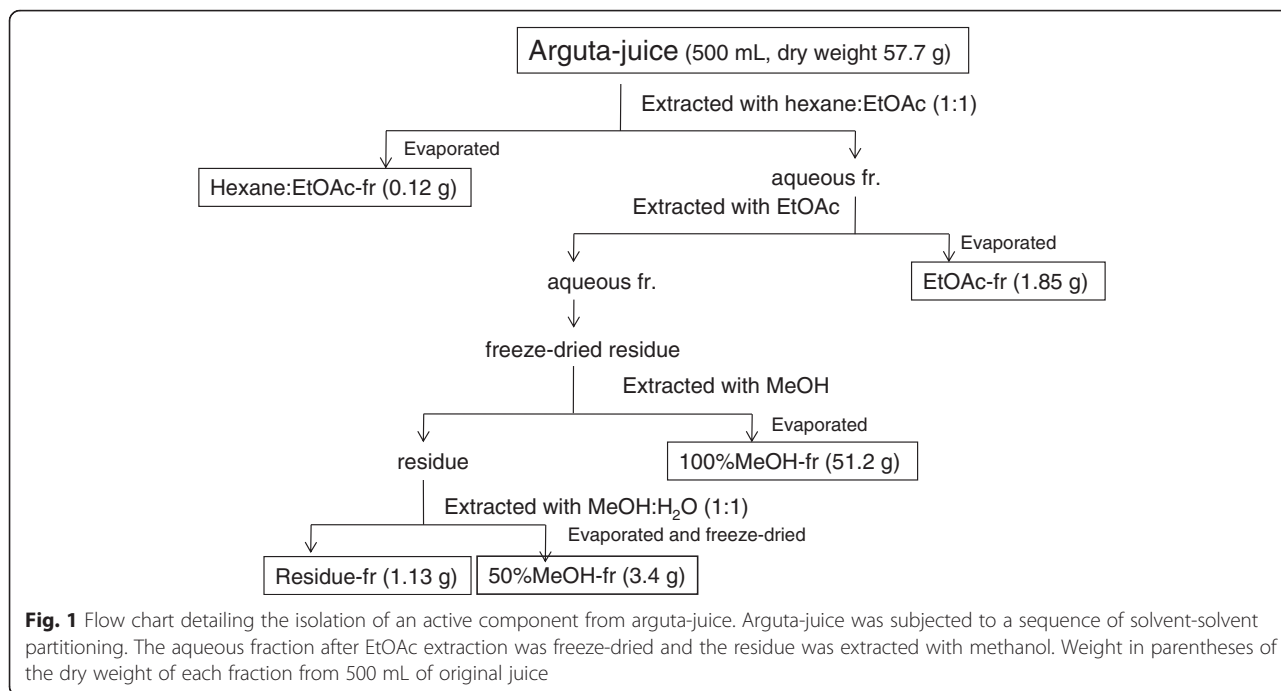 Arguta-juice (500 mL, dry weight 57.7 g)
Extracted with hexane:EtOAc (1:1)
Evaporated
Hexane:EtOAc-fr (0.12 g)
aqueous fr.
Extracted with EtOAc
Evaporated
aqueous fr.
EtOAc-fr (1.85 g)
freeze-dried residue
Extracted with MeOH
Evaporated
residue
100%MeOH-fr (51.2 g)
Extracted with MeOH:H₂O (1:1)
Evaporated and freeze-dried
Residue-fr (1.13 g)
50%MeOH-fr (3.4 g)
Fig. 1 Flow chart detailing the isolation of an active component from arguta-juice. Arguta-juice was subjected to a sequence of solvent-solvent
partitioning. The aqueous fraction after EtOAc extraction was freeze-dried and the residue was extracted with methanol. Weight in parentheses of
the dry weight of each fraction from 500 mL of original juice